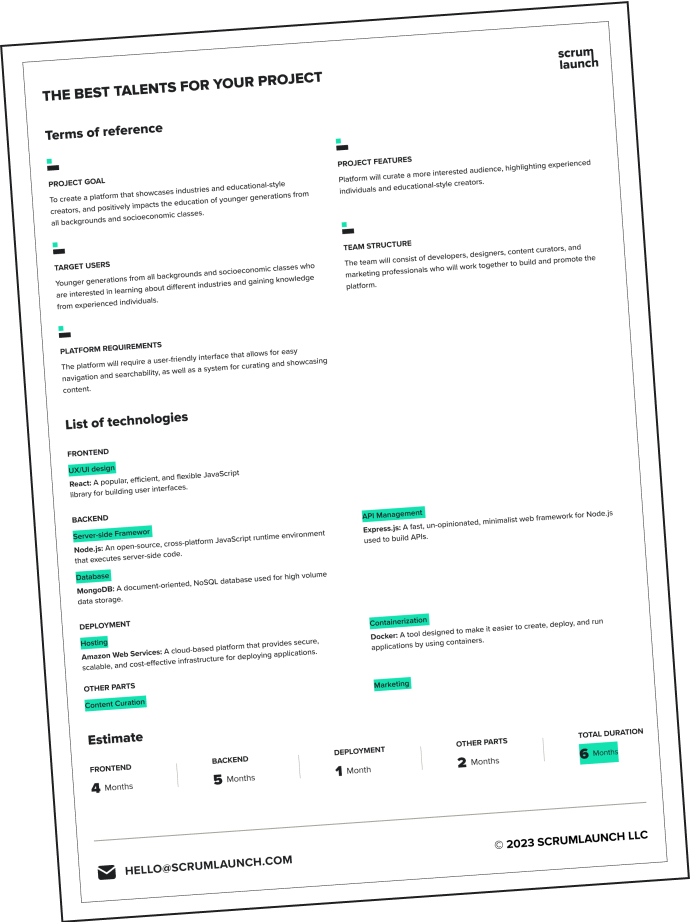 scrum
launch
THE BEST TALENTS FOR YOUR PROJECT
Terms of reference
PROJECT GOAL
To create a platform that showcases industries and educational-style
creators, and positively impacts the education of younger generations from
all backgrounds and socioeconomic classes.
PROJECT FEATURES
Platform will curate a more interested audience, highlighting experienced
individuals and educational-style creators.
TARGET USERS
Younger generations from all backgrounds and socioeconomic classes who
are interested in learning about different industries and gaining knowledge
from experienced individuals.
TEAM STRUCTURE
The team will consist of developers, designers, content curators, and
marketing professionals who will work together to build and promote the
platform.
PLATFORM REQUIREMENTS
The platform will require a user-friendly interface that allows for easy
navigation and searchability, as well as a system for curating and showcasing
content.
List of technologies
FRONTEND
UX/UI design
React: A popular, efficient, and flexible JavaScript
library for building user interfaces.
BACKEND
Server-side Framewor
Node.js: An open-source, cross-platform JavaScript runtime environment
that executes server-side code.
API Management
Express.js: A fast, un-opinionated, minimalist web framework for Node.js
used to build APIs.
Database
MongoDB: A document-oriented, NoSQL database used for high volume
data storage.
DEPLOYMENT
Hosting
Amazon Web Services: A cloud-based platform that provides secure,
scalable, and cost-effective infrastructure for deploying applications.
Containerization
Docker: A tool designed to make it easier to create, deploy, and run
applications by using containers.
OTHER PARTS
Content Curation
Marketing
Estimate
FRONTEND
4 Months
BACKEND
5 Months
DEPLOYMENT
1 Month
OTHER PARTS
2 Months
TOTAL DURATION
6 Months
HELLO@SCRUMLAUNCH.COM
© 2023 SCRUMLAUNCH LLC